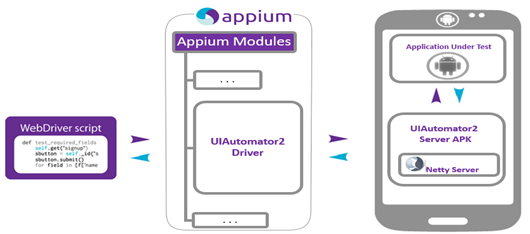 appium
Appium Modules
. . .
WebDriver script
def test_required_fields
self.get("signup")
sbutton = self._id("s
sbutton.submit()
for field in [f["name
UIAutomator2
Driver
. . .
Application Under Test
UIAutomator2
Server APK
Netty Server